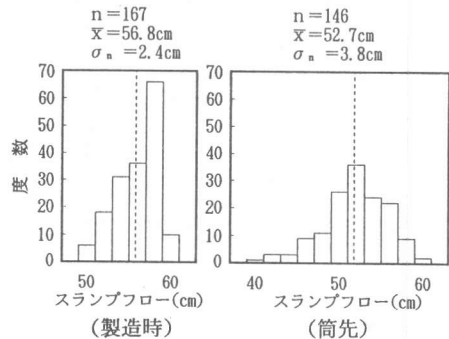 n=167
x̄=56.8cm
σn=2.4cm
度数
70
60
50
40
30
20
10
0
50 60
スランプフロー(cm)
(製造時)
n=146
x̄=52.7cm
σn=3.8cm
70
60
50
40
30
20
10
0
40 50 60
スランプフロー(cm)
(筒先)